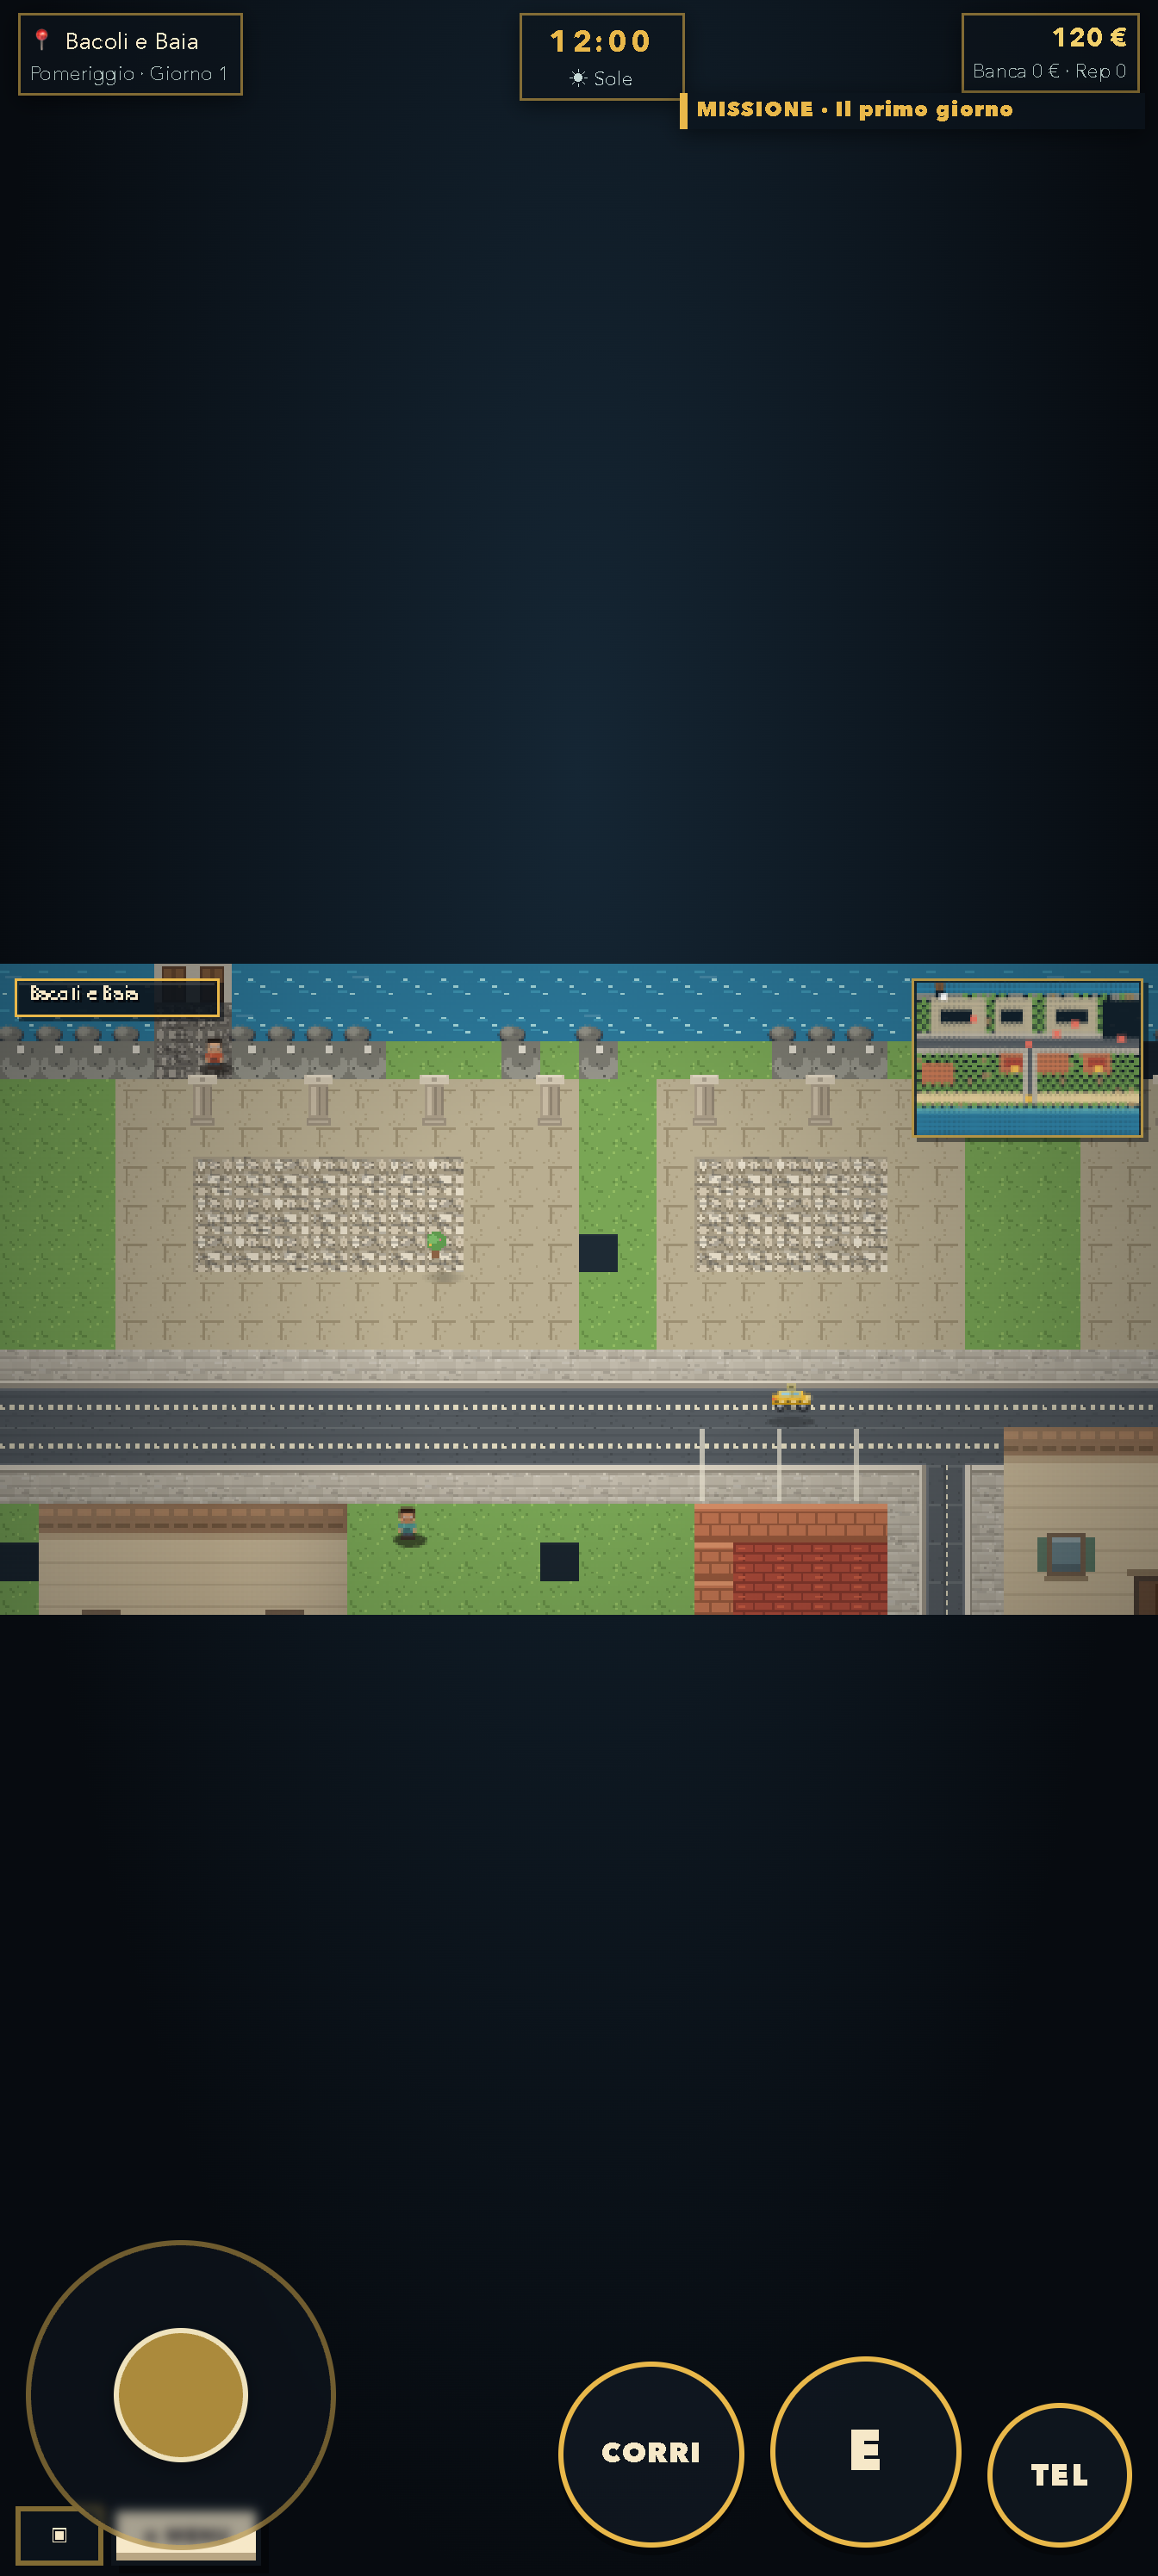 Bacoli e Baia
Pomeriggio · Giorno 1
12:00
☀ Sole
120 €
Banca 0 € · Rep 0
MISSIONE · Il primo giorno
Bacoli e Baia
CORRI
E
TEL